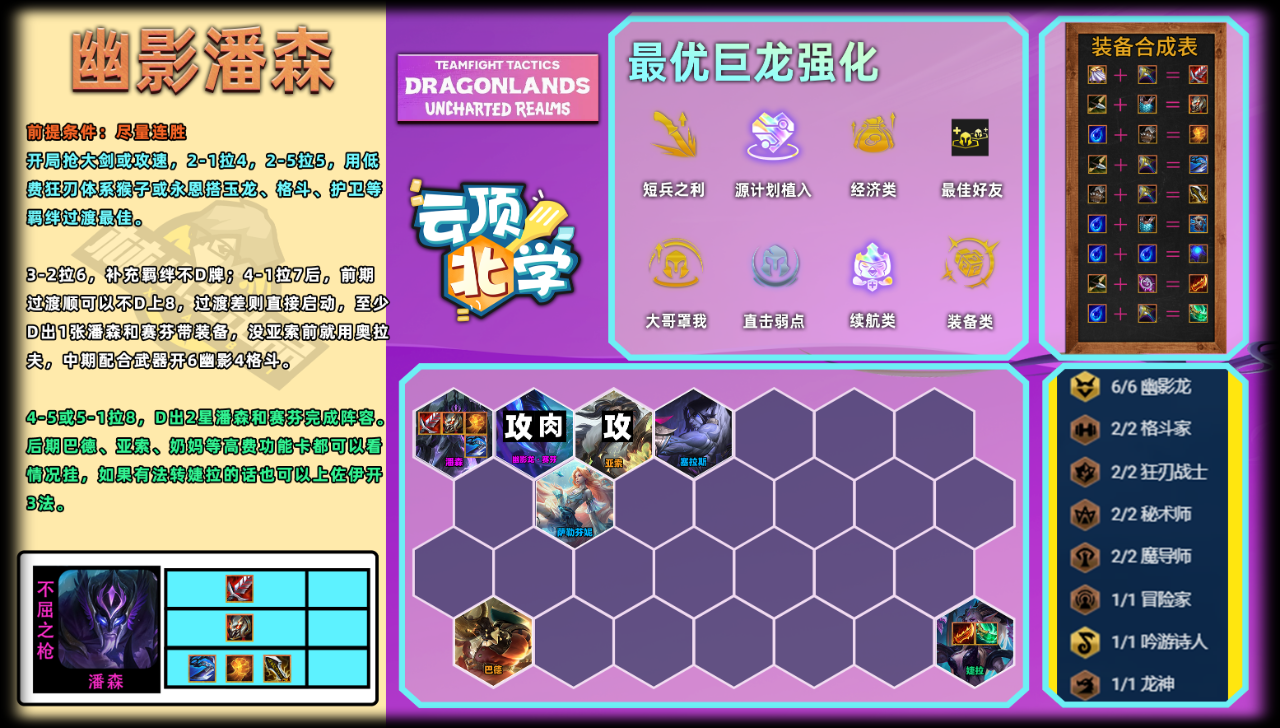 幽影潘森
前提条件：尽量连胜
开局抢大剑或攻速，2-1拉4，2-5拉5，用低
费狂刃体系猴子或永恩搭玉龙、格斗、护卫等
羁绊过渡最佳。
3-2拉6，补充羁绊不D牌；4-1拉7后，前期
过渡顺可以不D上8，过渡差则直接启动，至少
D出1张潘森和赛芬带装备，没亚索前就用奥拉
夫，中期配合武器开6幽影4格斗。
4-5或5-1拉8，D出2星潘森和赛芬完成阵容。
后期巴德、亚索、奶妈等高费功能卡都可以看
情况挂，如果有法转婕拉的话也可以上佐伊开
3法。
不屈之枪
潘森
TEAMFIGHT TACTICS
DRAGONLANDS
UNCHARTED REALMS
云顶北学
最优巨龙强化
短兵之利
源计划植入
经济类
最佳好友
大哥罩我
直击弱点
续航类
装备类
装备合成表
潘森
攻肉
攻
亚索
塞拉斯
萨勒芬妮
巴德
婕拉
6/6 幽影龙
2/2 格斗家
2/2 狂刃战士
2/2 秘术师
2/2 魔导师
1/1 冒险家
1/1 吟游诗人
1/1 龙神